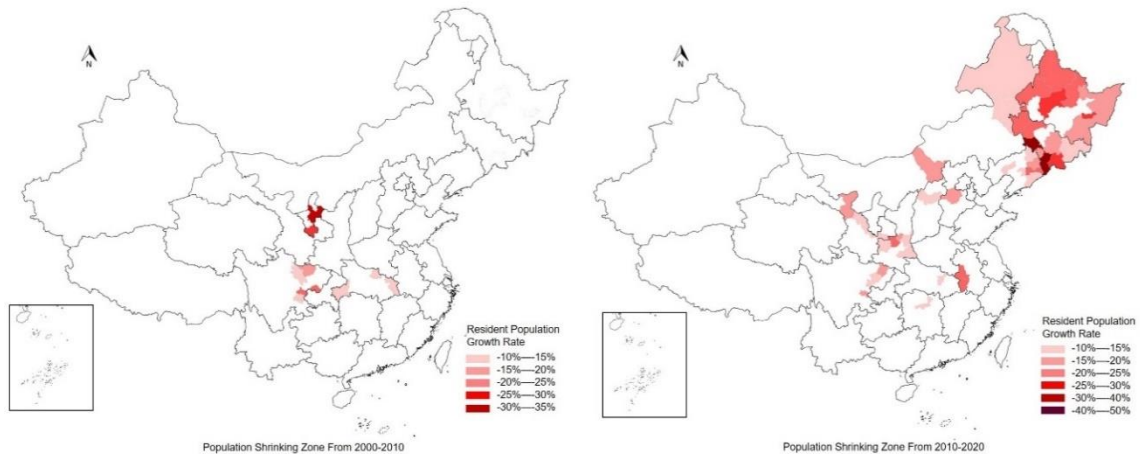 N
Resident Population
Growth Rate
-10%—-15%
-15%—-20%
-20%—-25%
-25%—-30%
-30%—-35%
Population Shrinking Zone From 2000-2010
N
Resident Population
Growth Rate
-10%—-15%
-15%—-20%
-20%—-25%
-25%—-30%
-30%—-40%
-40%—-50%
Population Shrinking Zone From 2010-2020